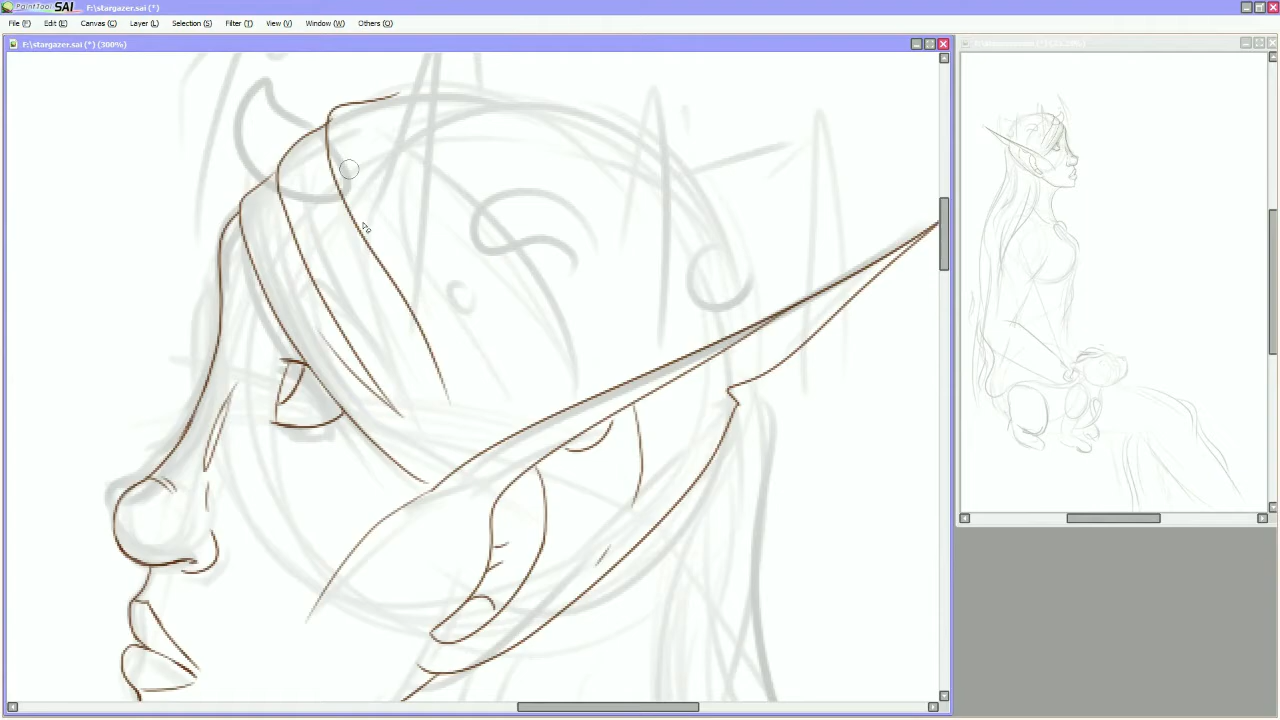 PaintTool SAI F:\stargazer.sai (*)
File (F) Edit (E) Canvas (C) Layer (L) Selection (S) Filter (T) View (V) Window (W) Others (O)
F:\stargazer.sai (*) (300%)